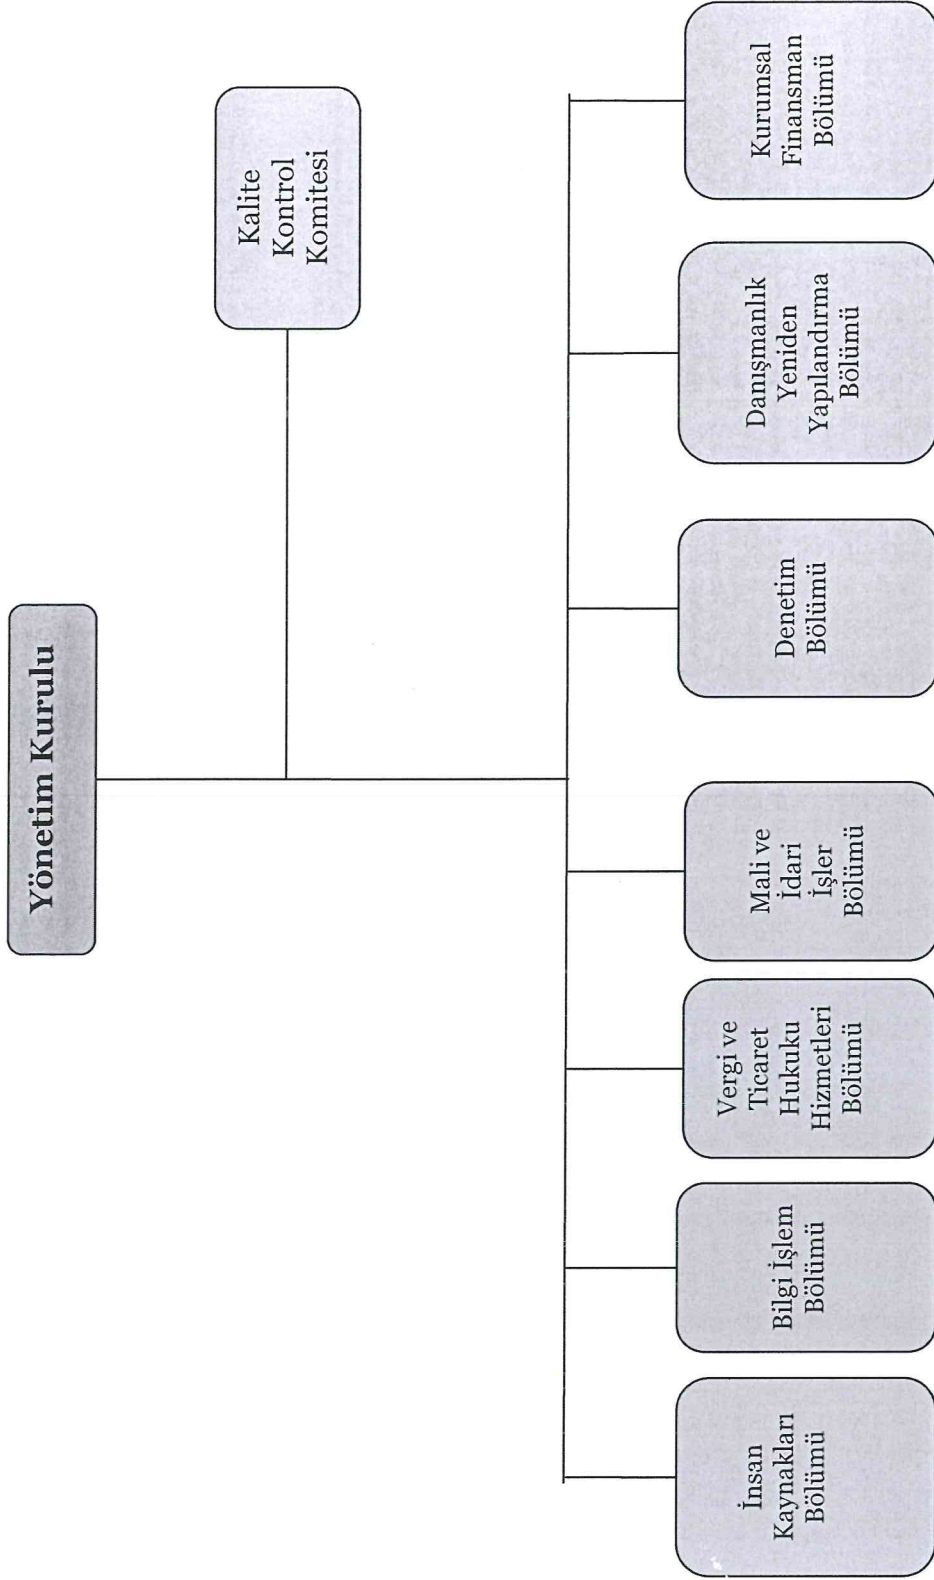 Yönetim Kurulu
Kalite
Kontrol
Komitesi
İnsan
Kaynakları
Bölümü
Bilgi İşlem
Bölümü
Vergi ve
Ticaret
Hukuku
Hizmetleri
Bölümü
Mali ve
İdari
İşler
Bölümü
Denetim
Bölümü
Danışmanlık
Yeniden
Yapılandırma
Bölümü
Kurumsal
Finansman
Bölümü